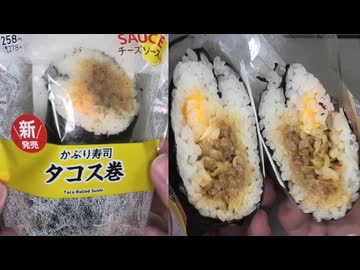 SAUCE
チーズソース
258円
新
発売
かぶり寿司
タコス巻
Taco Rolled Sushi